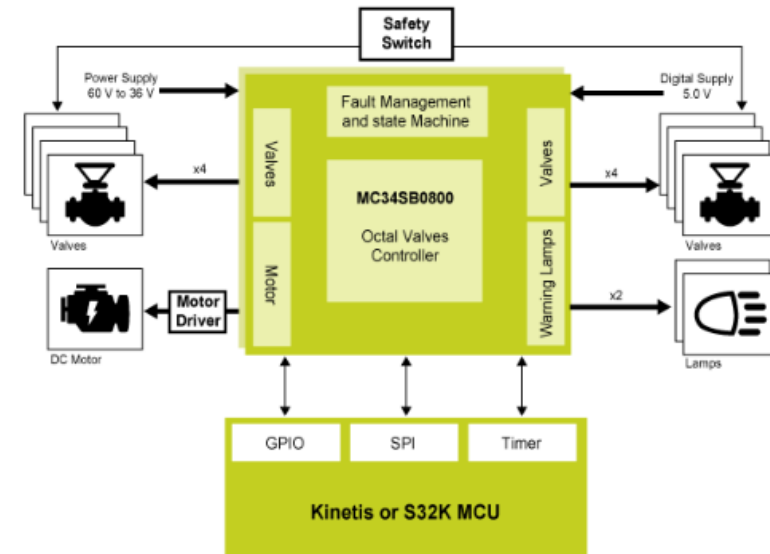 Safety
Switch
Power Supply
60 V to 36 V
Digital Supply
5.0 V
Fault Management
and state Machine
Valves
Valves
x4
x4
MC34SB0800
Octal Valves
Controller
Valves
Valves
Motor
Warning Lamps
Motor
Driver
x2
DC Motor
Lamps
GPIO
SPI
Timer
Kinetis or S32K MCU